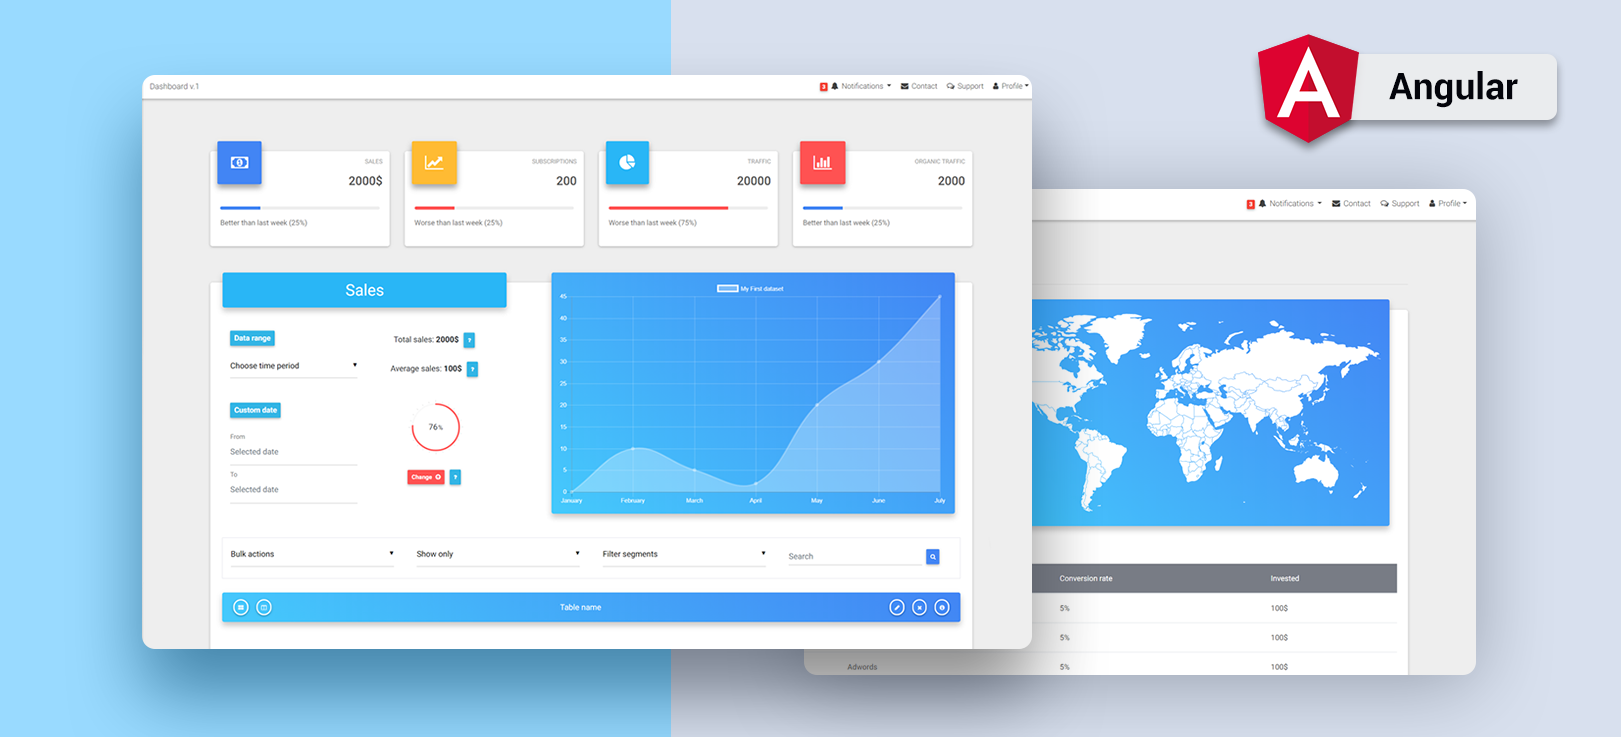 A Angular
Dashboard v.1
3 Notifications Contact Support Profile
SALES
2000$
Better than last week (25%)
SUBSCRIPTIONS
200
Worse than last week (25%)
TRAFFIC
20000
Worse than last week (75%)
ORGANIC TRAFFIC
2000
Better than last week (25%)
Sales
Data range
Choose time period
Custom date
From
Selected date
To
Selected date
Total sales: 2000$ ?
Average sales: 100$ ?
76%
Change ?
My First dataset
45
40
35
30
25
20
15
10
5
0
January February March April May June July
Bulk actions Show only Filter segments Search
Table name
3 Notifications Contact Support Profile
Conversion rate Invested
5% 100$
5% 100$
Adwords 5% 100$